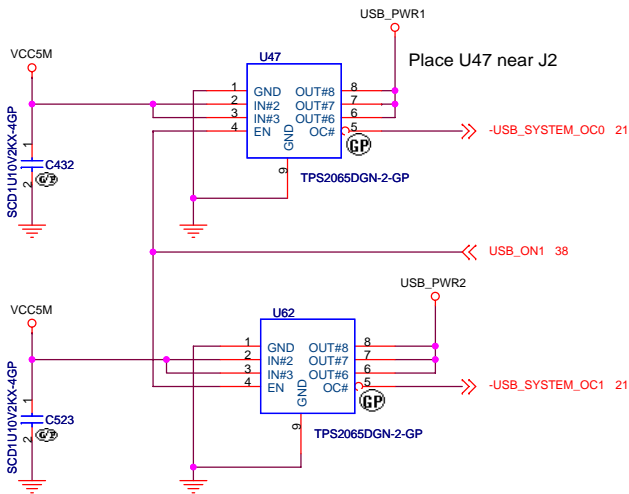 USB_PWR1
VCC5M
U47
Place U47 near J2
1 GND OUT#8 8
2 IN#2 OUT#7 7
3 IN#3 OUT#6 6
4 EN OC# 5
GND
9
GP
-USB_SYSTEM_OC0 21
TPS2065DGN-2-GP
1
C432
G/P
2
SCD1U10V2KX-4GP
USB_ON1 38
USB_PWR2
VCC5M
U62
1 GND OUT#8 8
2 IN#2 OUT#7 7
3 IN#3 OUT#6 6
4 EN OC# 5
GND
9
GP
-USB_SYSTEM_OC1 21
TPS2065DGN-2-GP
1
C523
G/P
2
SCD1U10V2KX-4GP